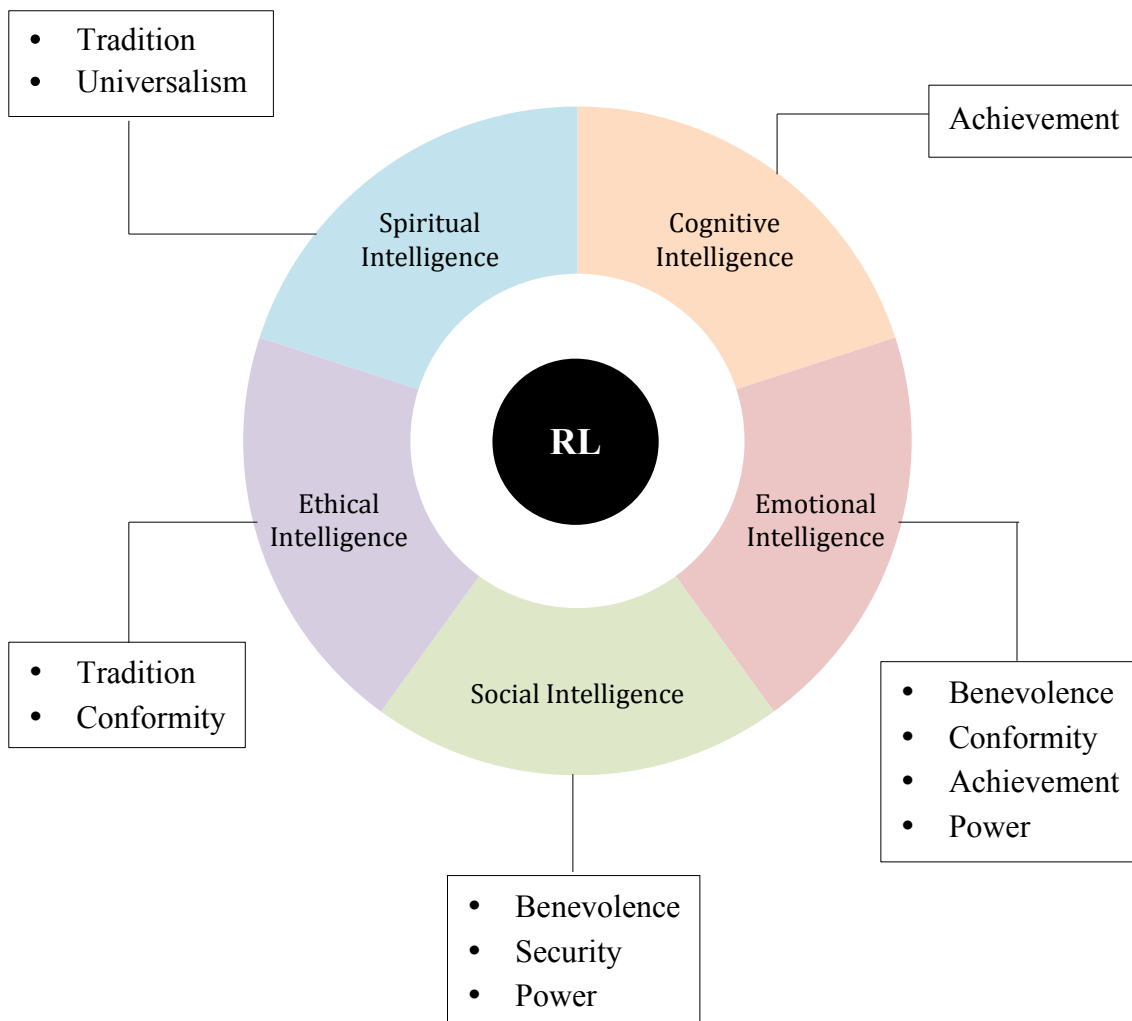 • Tradition
• Universalism
Achievement
Spiritual
Intelligence
Cognitive
Intelligence
RL
Ethical
Intelligence
Emotional
Intelligence
• Tradition
• Conformity
Social Intelligence
• Benevolence
• Conformity
• Achievement
• Power
• Benevolence
• Security
• Power